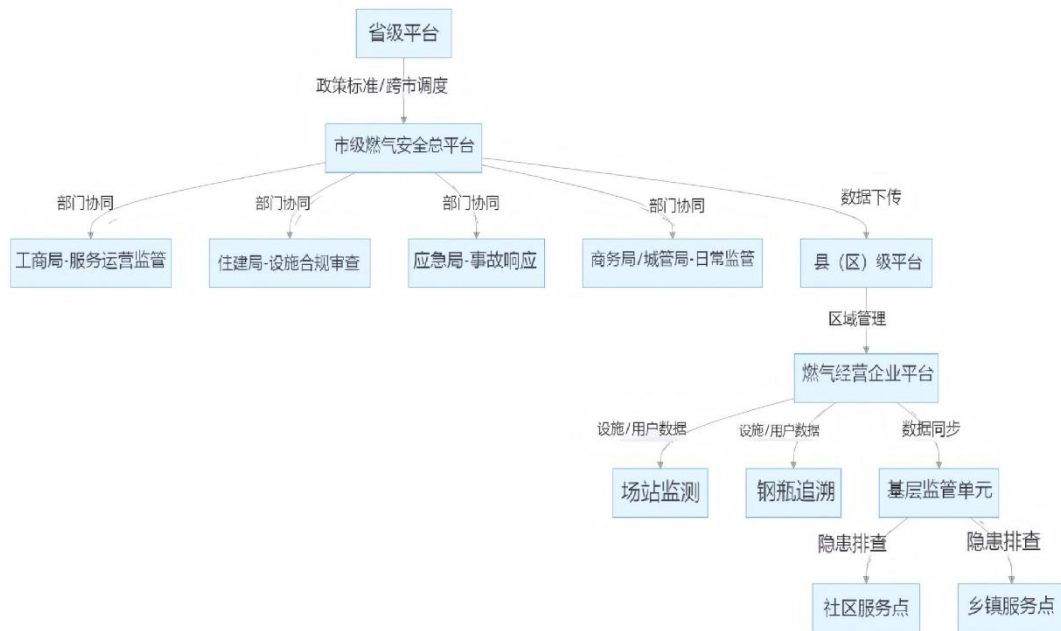 省级平台
政策标准/跨市调度
市级燃气安全总平台
部门协同
部门协同
部门协同
部门协同
数据下传
工商局-服务运营监管
住建局-设施合规审查
应急局-事故响应
商务局/城管局-日常监管
县（区）级平台
区域管理
燃气经营企业平台
设施/用户数据
设施/用户数据
数据同步
场站监测
钢瓶追溯
基层监管单元
隐患排查
隐患排查
社区服务点
乡镇服务点